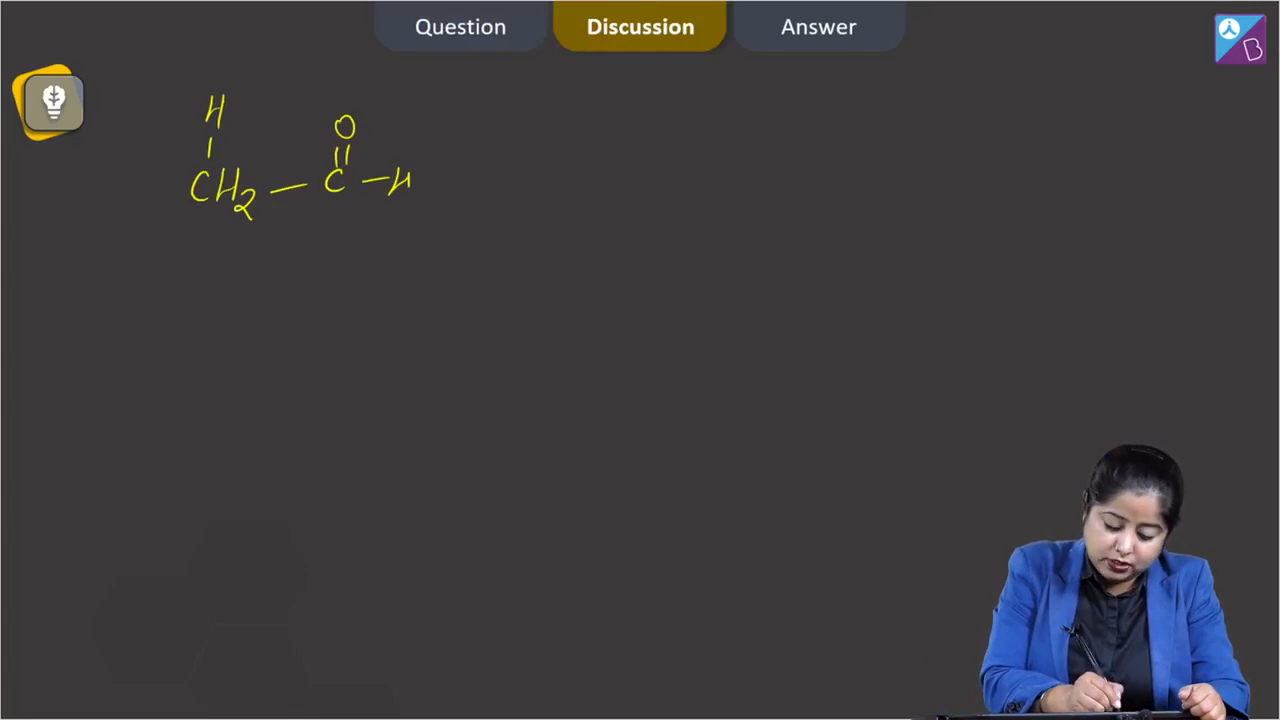 Question Discussion Answer
B
H
O
CH2 — C — H